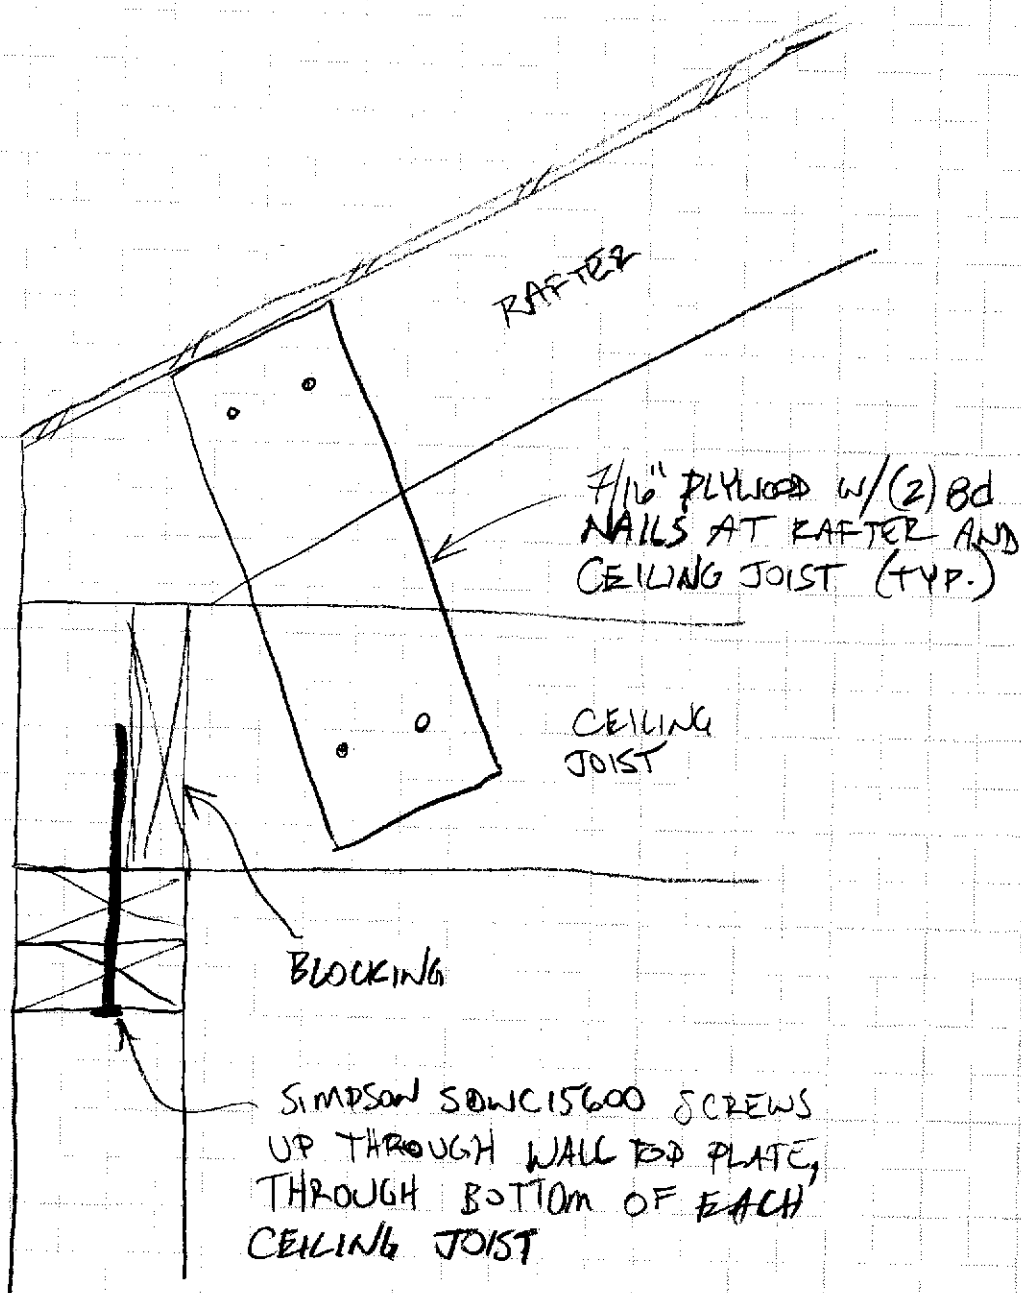 RAFTER
7/16" PLYWOOD W/(2) 8d
NAILS AT RAFTER AND
CEILING JOIST (TYP.)
CEILING
JOIST
BLOCKING
SIMPSON SDWC15600 SCREWS
UP THROUGH WALL TOP PLATE,
THROUGH BOTTOM OF EACH
CEILING JOIST